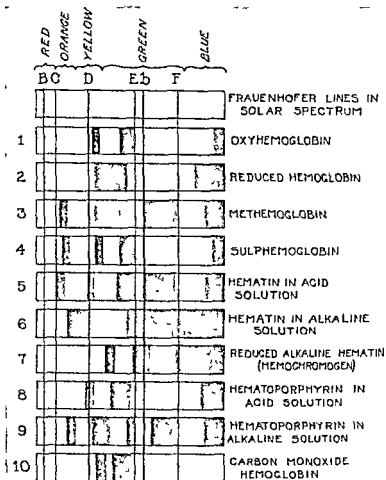 RED
ORANGE
YELLOW
GREEN
BLUE
B C D E b F
FRAUENHOFER LINES IN
SOLAR SPECTRUM
1 OXYHEMOGLOBIN
2 REDUCED HEMOGLOBIN
3 METHEMOGLOBIN
4 SULPHEMOGLOBIN
5 HEMATIN IN ACID
SOLUTION
6 HEMATIN IN ALKALINE
SOLUTION
7 REDUCED ALKALINE HEMATIN
(HEMOCHROMOGEN)
8 HEMATOPORPHYRIN IN
ACID SOLUTION
9 HEMATOPORPHYRIN IN
ALKALINE SOLUTION
10 CARBON MONOXIDE
HEMOGLOBIN